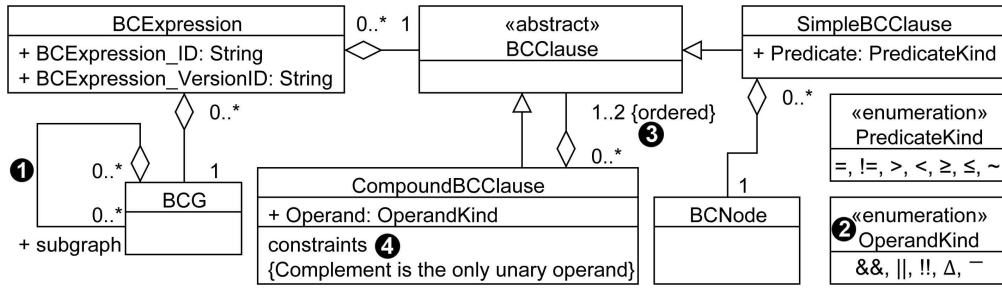 BCExpression
+ BCExpression_ID: String
+ BCExpression_VersionID: String
0..* 1
«abstract»
BCClause
SimpleBCClause
+ Predicate: PredicateKind
0..*
1..2 {ordered}
3
0..*
0..*
«enumeration»
PredicateKind
=, !=, >, <, ≥, ≤, ~
1
0..*
0..*
+ subgraph
1
BCG
CompoundBCClause
+ Operand: OperandKind
constraints 4
{Complement is the only unary operand}
1
BCNode
2
«enumeration»
OperandKind
&&, ||, !!, Δ, ¯